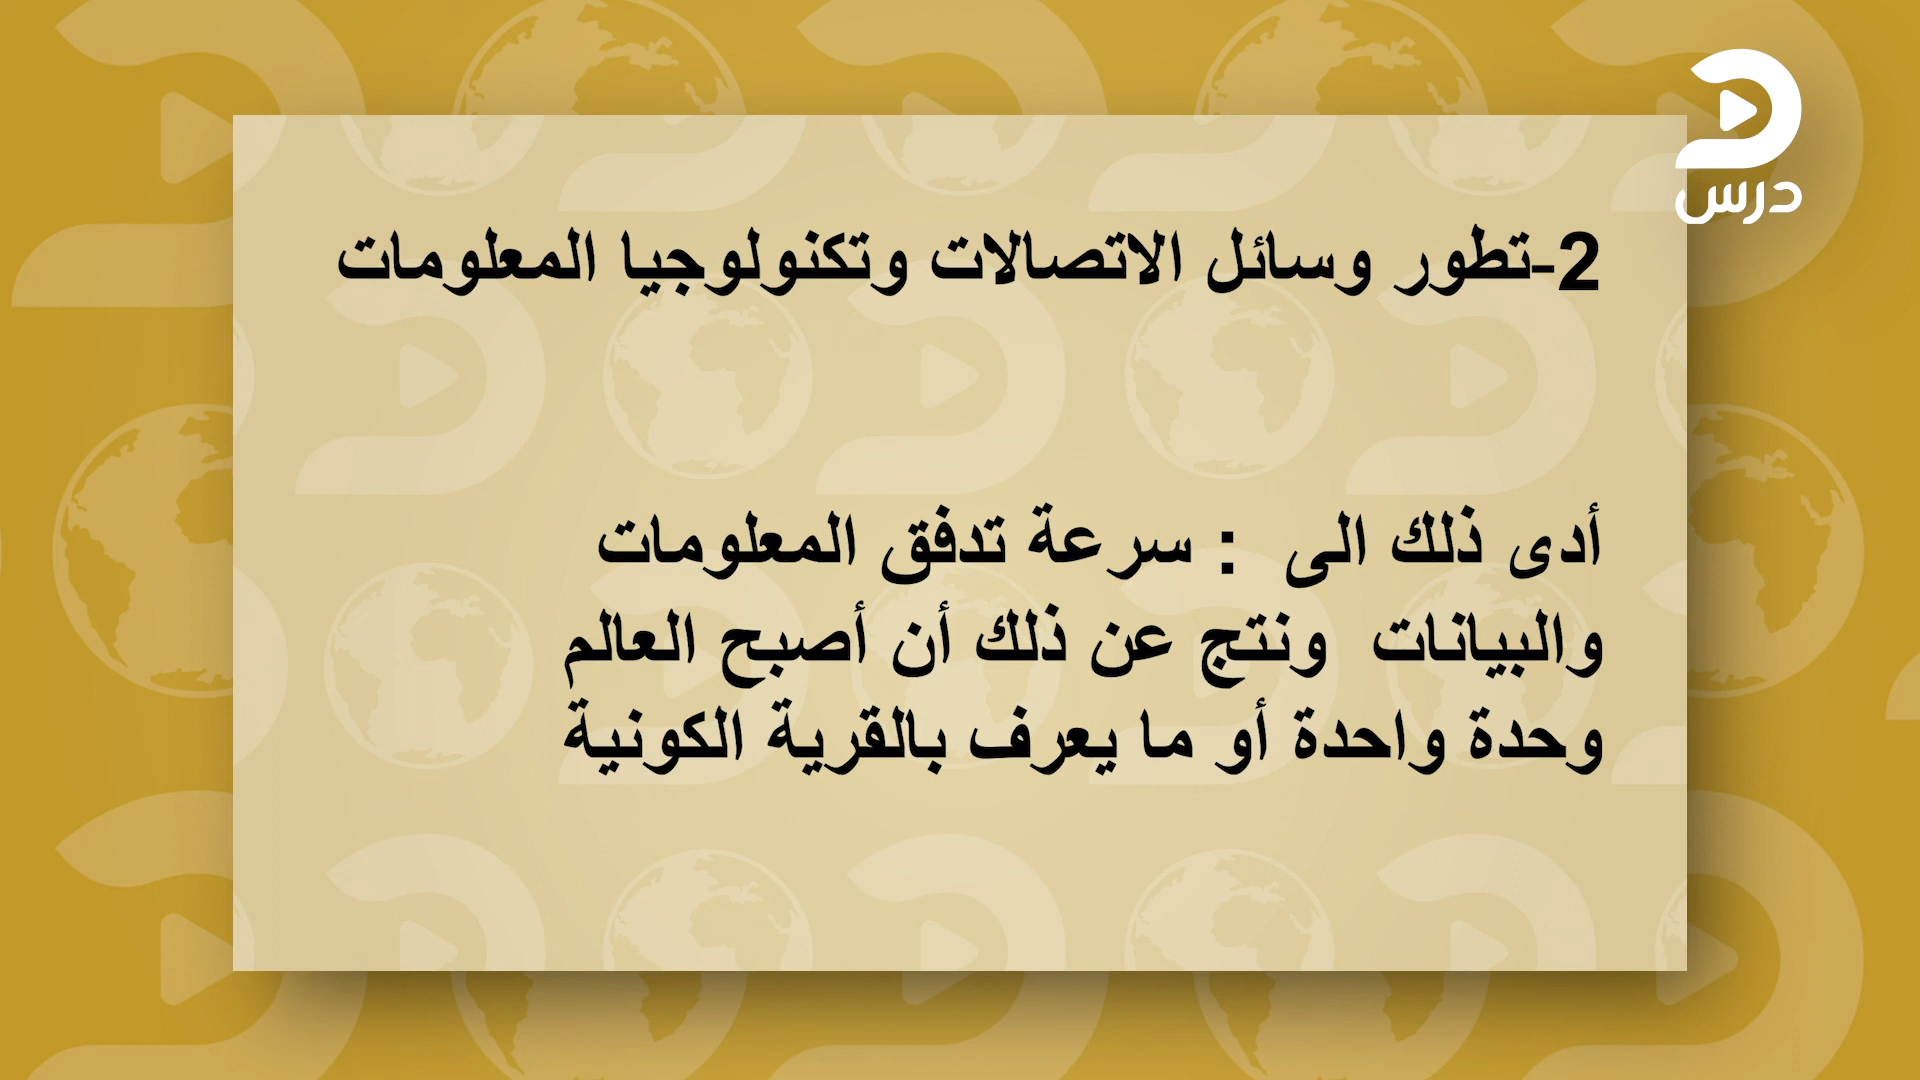 درس
2-تطور وسائل الاتصالات وتكنولوجيا المعلومات
أدى ذلك الى : سرعة تدفق المعلومات
والبيانات ونتج عن ذلك أن أصبح العالم
وحدة واحدة أو ما يعرف بالقرية الكونية